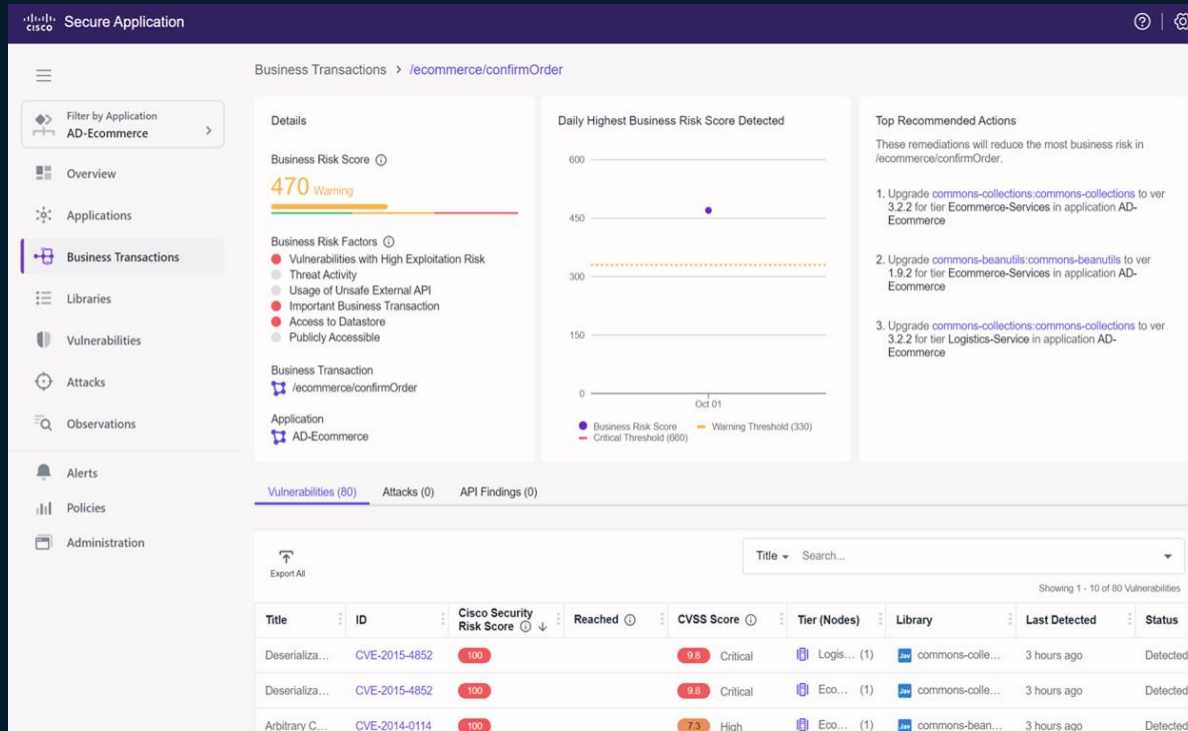 CISCO Secure Application
Filter by Application
AD-Ecommerce
Overview
Applications
Business Transactions
Libraries
Vulnerabilities
Attacks
Observations
Alerts
Policies
Administration
Business Transactions > /ecommerce/confirmOrder
Details
Business Risk Score
470 Warning
Business Risk Factors
Vulnerabilities with High Exploitation Risk
Threat Activity
Usage of Unsafe External API
Important Business Transaction
Access to Datastore
Publicly Accessible
Business Transaction
/ecommerce/confirmOrder
Application
AD-Ecommerce
Daily Highest Business Risk Score Detected
600
450
300
150
0
Oct 01
Business Risk Score Warning Threshold (330)
Critical Threshold (660)
Top Recommended Actions
These remediations will reduce the most business risk in
/ecommerce/confirmOrder.
1. Upgrade commons-collections:commons-collections to ver
3.2.2 for tier Ecommerce-Services in application AD-
Ecommerce
2. Upgrade commons-beanutils:commons-beanutils to ver
1.9.2 for tier Ecommerce-Services in application AD-
Ecommerce
3. Upgrade commons-collections:commons-collections to ver
3.2.2 for tier Logistics-Service in application AD-
Ecommerce
Vulnerabilities (80) Attacks (0) API Findings (0)
Export All
Title Search...
Showing 1 - 10 of 80 Vulnerabilities
Title ID Cisco Security Risk Score Reached CVSS Score Tier (Nodes) Library Last Detected Status
Deserializa... CVE-2015-4852 100 9.8 Critical Logis... (1) Jav commons-colle... 3 hours ago Detected
Deserializa... CVE-2015-4852 100 9.8 Critical Eco... (1) Jav commons-colle... 3 hours ago Detected
Arbitrary C... CVE-2014-0114 100 7.3 High Eco... (1) Jav commons-bean... 3 hours ago Detected